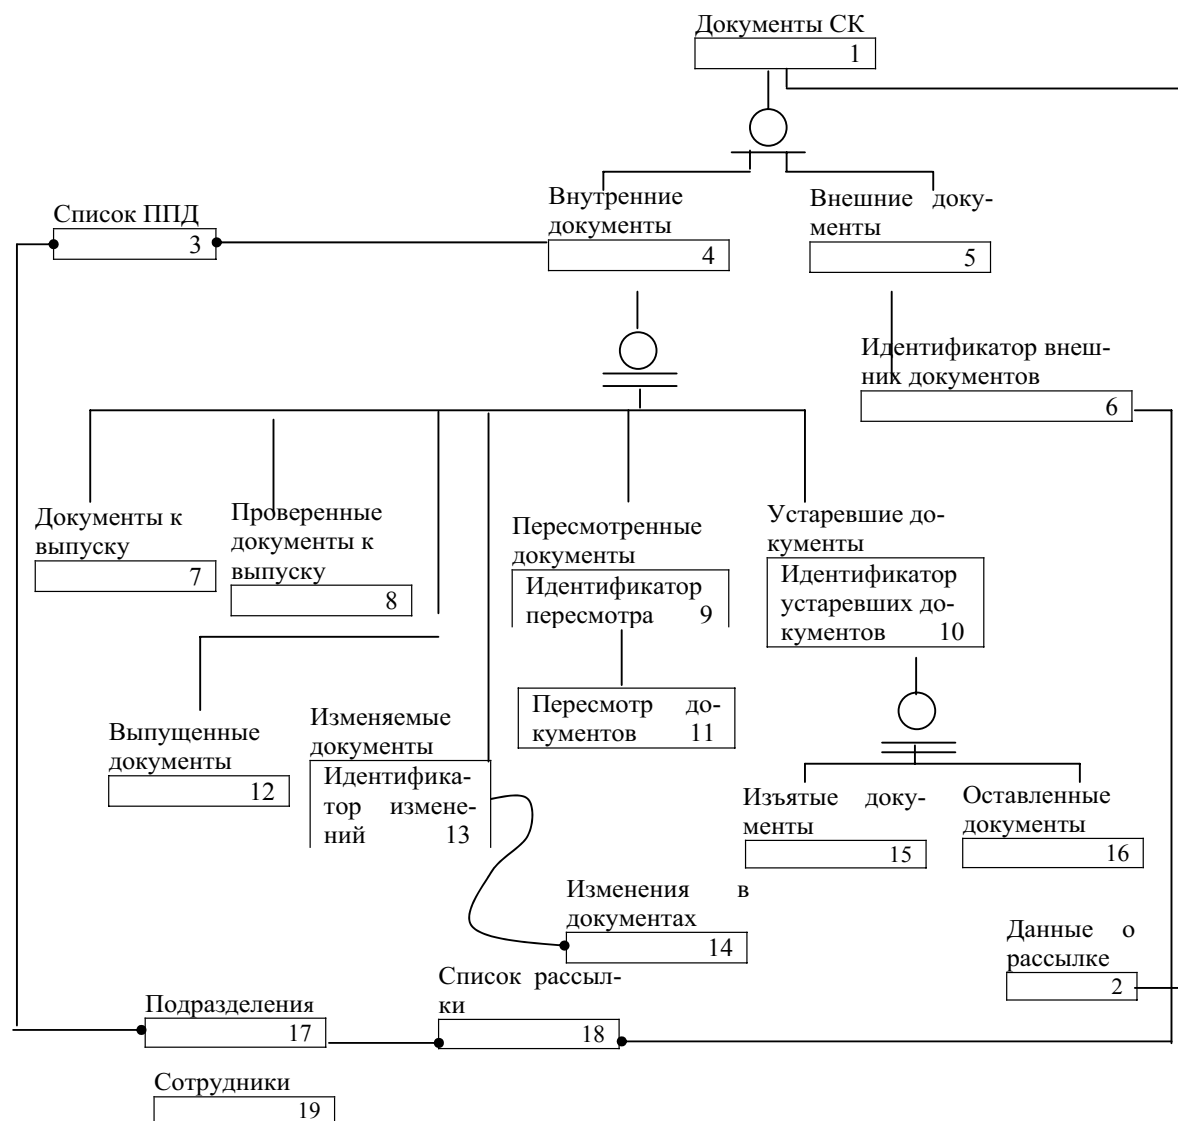 Документы СК
1
Внутренние
документы
4
Внешние доку-
менты
5
Список ППД
3
Идентификатор внеш-
них документов
6
Документы к
выпуску
7
Проверенные
документы к
выпуску
8
Пересмотренные
документы
Идентификатор
пересмотра 9
Устаревшие до-
кументы
Идентификатор
устаревших до-
кументов 10
Пересмотр до-
кументов 11
Выпущенные
документы
12
Изменяемые
документы
Идентифика-
тор измене-
ний 13
Изъятые доку-
менты
15
Оставленные
документы
16
Изменения в
документах
14
Данные о
рассылке
2
Список рассыл-
ки
18
Подразделения
17
Сотрудники
19